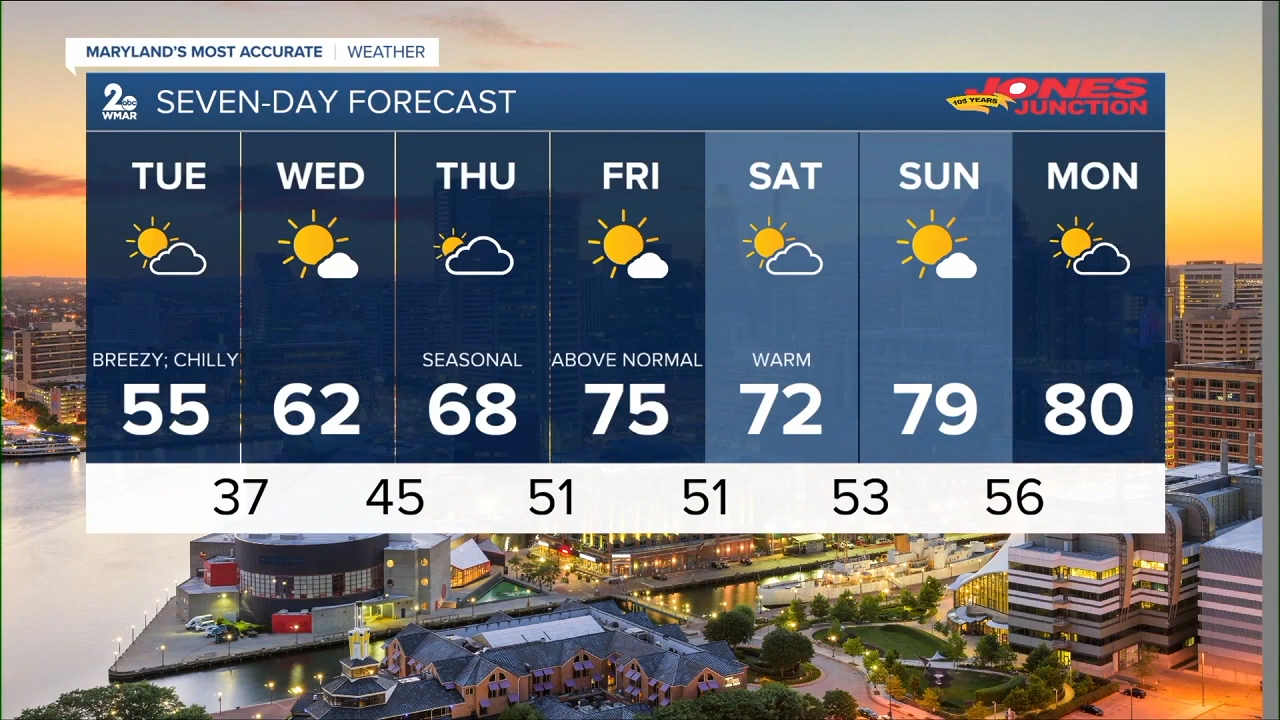 MARYLAND'S MOST ACCURATE | WEATHER
2 abc
WMAR
SEVEN-DAY FORECAST
105 YEARS
JONES
JUNCTION
TUE WED THU FRI SAT SUN MON
BREEZY; CHILLY SEASONAL ABOVE NORMAL WARM
55 62 68 75 72 79 80
37 45 51 51 53 56